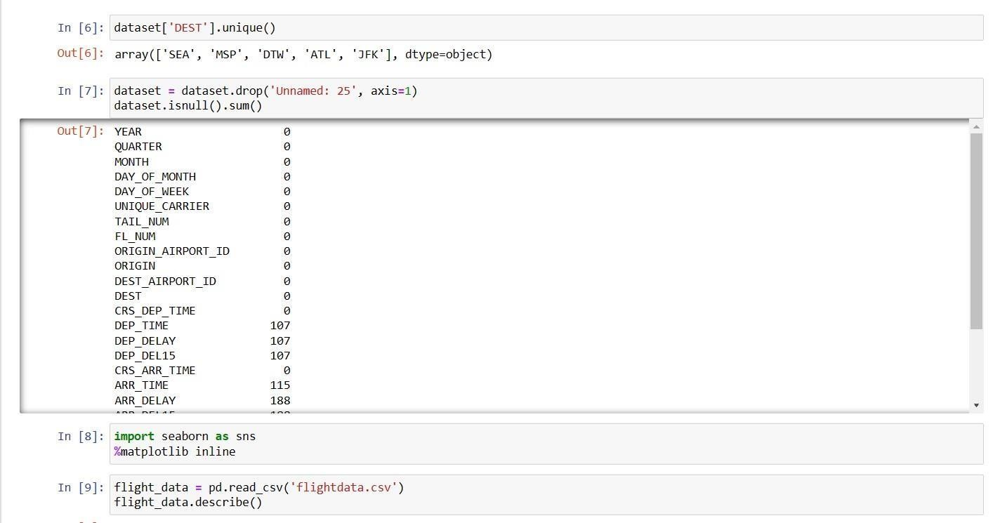 In [6]: dataset['DEST'].unique()
Out[6]: array(['SEA', 'MSP', 'DTW', 'ATL', 'JFK'], dtype=object)
In [7]: dataset = dataset.drop('Unnamed: 25', axis=1)
dataset.isnull().sum()
Out[7]: YEAR 0
QUARTER 0
MONTH 0
DAY_OF_MONTH 0
DAY_OF_WEEK 0
UNIQUE_CARRIER 0
TAIL_NUM 0
FL_NUM 0
ORIGIN_AIRPORT_ID 0
ORIGIN 0
DEST_AIRPORT_ID 0
DEST 0
CRS_DEP_TIME 0
DEP_TIME 107
DEP_DELAY 107
DEP_DEL15 107
CRS_ARR_TIME 0
ARR_TIME 115
ARR_DELAY 188
In [8]: import seaborn as sns
%matplotlib inline
In [9]: flight_data = pd.read_csv('flightdata.csv')
flight_data.describe()